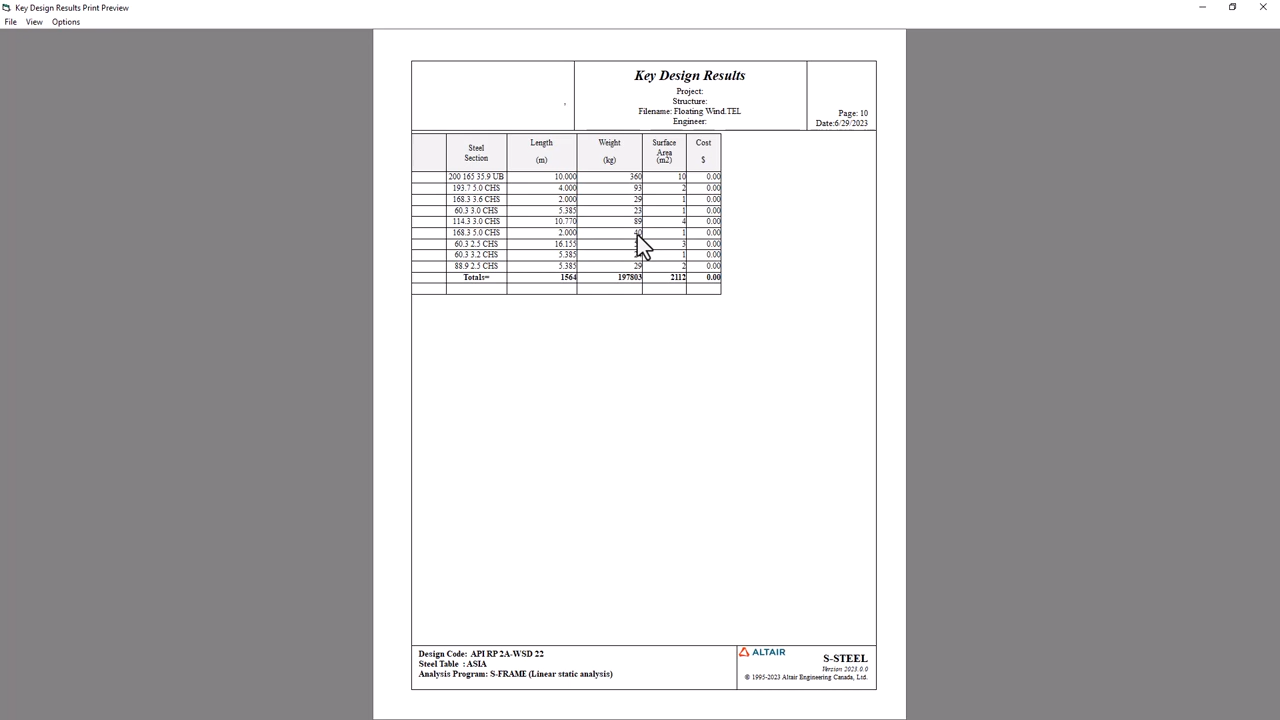 Key Design Results Print Preview
File View Options
Key Design Results
Project:
Structure:
Filename: Floating Wind.TEL
Engineer:
Page: 10
Date:6/29/2023
Steel Section Length (m) Weight (kg) Surface Area (m2) Cost $
200 165 35.9 UB 10.000 360 10 0.00
193.7 5.0 CHS 4.000 93 2 0.00
168.3 3.6 CHS 2.000 29 1 0.00
60.3 3.0 CHS 5.385 23 1 0.00
114.3 3.0 CHS 10.770 89 4 0.00
168.3 5.0 CHS 2.000 40 1 0.00
60.3 2.5 CHS 16.155 3 0.00
60.3 3.2 CHS 5.385 1 0.00
88.9 2.5 CHS 5.385 29 2 0.00
Totals= 1564 197803 2112 0.00
Design Code: API RP 2A-WSD 22
Steel Table : ASIA
Analysis Program: S-FRAME (Linear static analysis)
ALTAIR
S-STEEL
Version 2023.0.0
© 1995-2023 Altair Engineering Canada, Ltd.